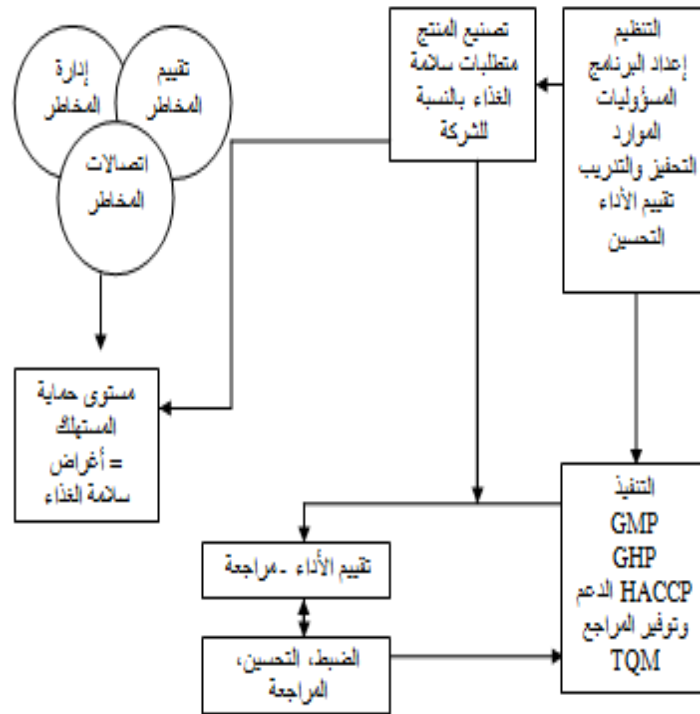 التنظيم
إعداد البرنامج
المسؤوليات
الموارد
التحفيز والتدريب
تقييم الأداء
التحسين
تصنيع المنتج
متطلبات سلامة
الغذاء بالنسبة
للشركة
تقييم
المخاطر
إدارة
المخاطر
اتصالات
المخاطر
مستوى حماية
المستهلك
= أغراض
سلامة الغذاء
التنفيذ
GMP
GHP
HACCP الدعم
وتوفير المراجع
TQM
تقييم الأداء - مراجعة
الضبط، التحسين،
المراجعة